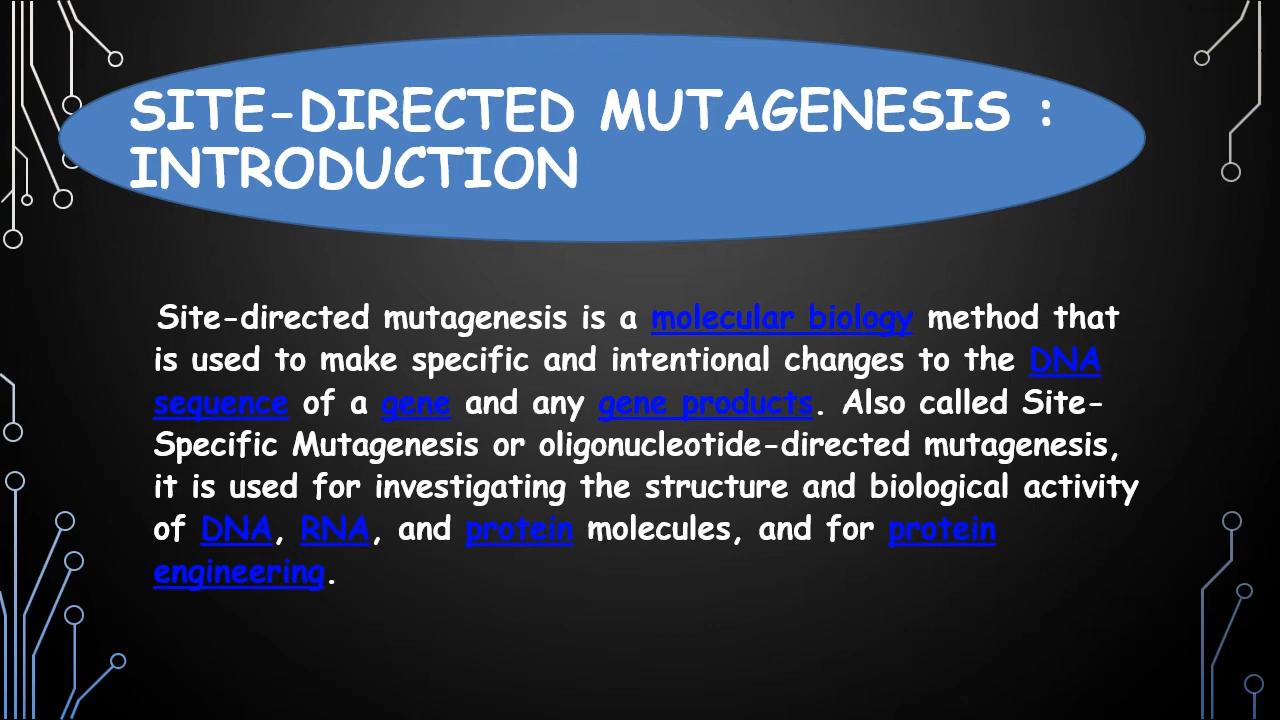 SITE-DIRECTED MUTAGENESIS :
INTRODUCTION
Site-directed mutagenesis is a molecular biology method that
is used to make specific and intentional changes to the DNA
sequence of a gene and any gene products. Also called Site-
Specific Mutagenesis or oligonucleotide-directed mutagenesis,
it is used for investigating the structure and biological activity
of DNA, RNA, and protein molecules, and for protein
engineering.